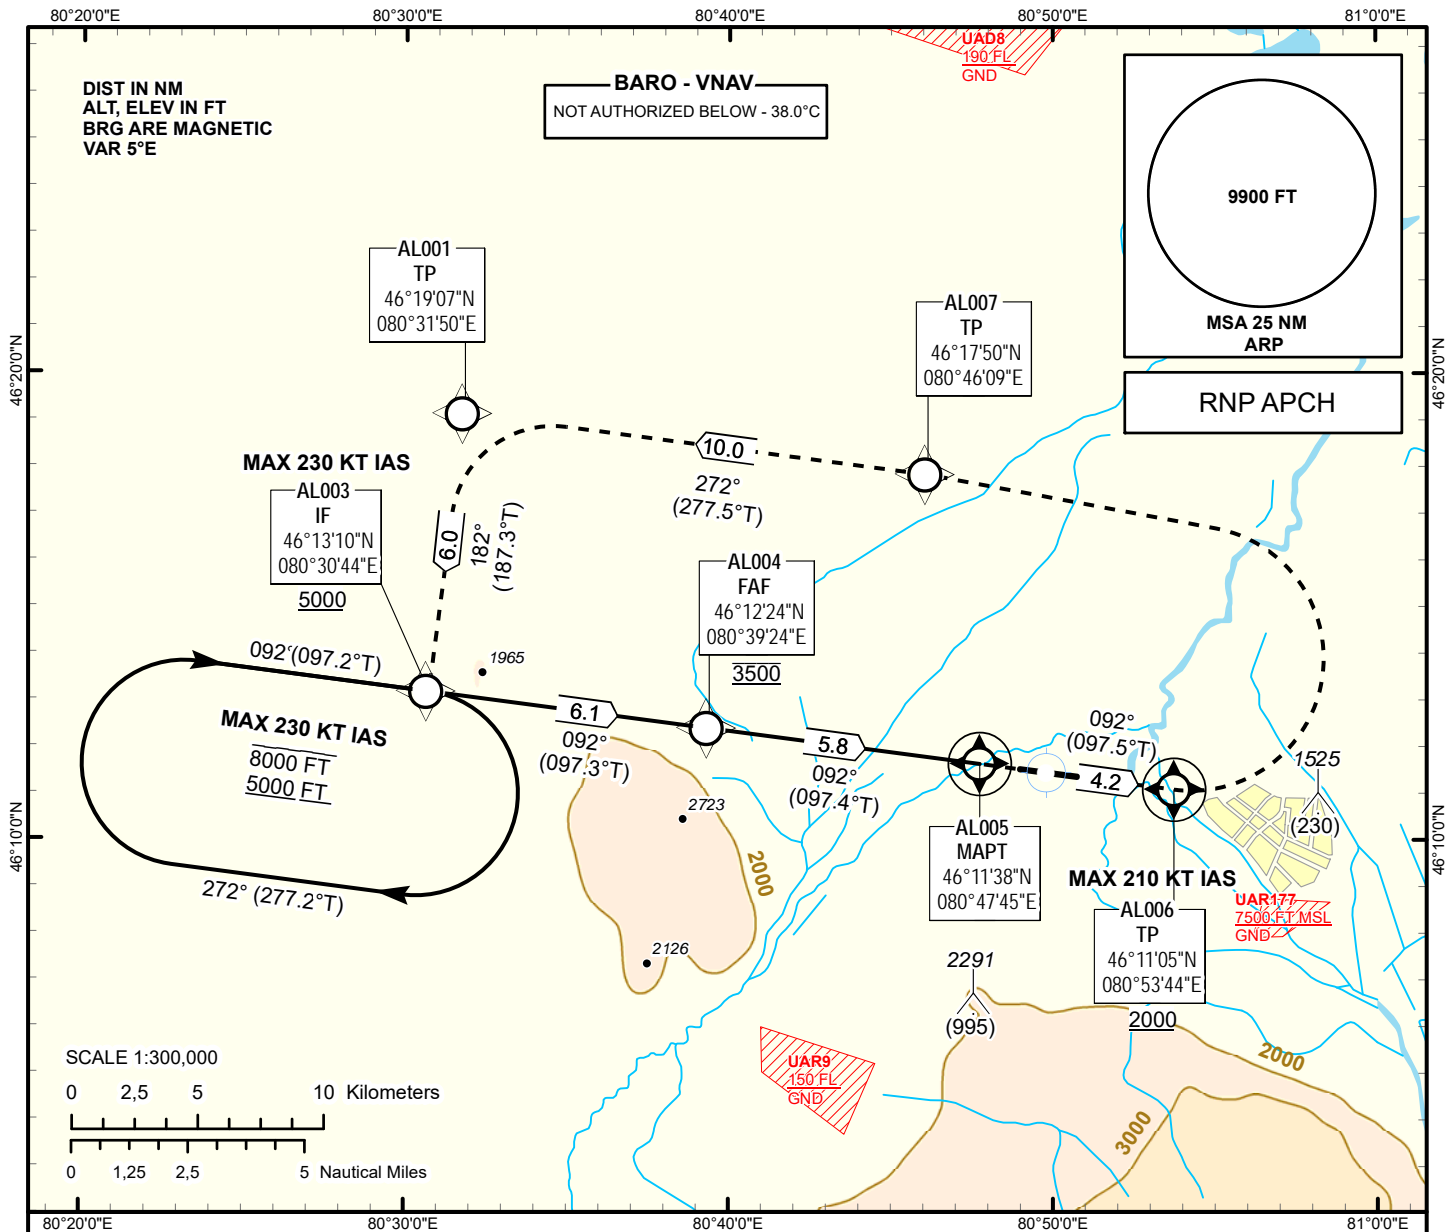 80°20'0"E
80°30'0"E
80°40'0"E
80°50'0"E
81°0'0"E
DIST IN NM
ALT, ELEV IN FT
BRG ARE MAGNETIC
VAR 5°E
BARO - VNAV
NOT AUTHORIZED BELOW - 38.0°C
UAD8
190 FL
GND
9900 FT
MSA 25 NM
ARP
RNP APCH
AL001
TP
46°19'07"N
080°31'50"E
AL007
TP
46°17'50"N
080°46'09"E
46°20'0"N
46°20'0"N
10.0
272°
(277.5°T)
MAX 230 KT IAS
AL003
IF
46°13'10"N
080°30'44"E
5000
6.0
182°
(187.3°T)
AL004
FAF
46°12'24"N
080°39'24"E
3500
092°(097.2°T)
1965
MAX 230 KT IAS
8000 FT
5000 FT
272° (277.2°T)
6.1
092°
(097.3°T)
5.8
092°
(097.4°T)
092°
(097.5°T)
4.2
1525
(230)
2723
2000
2126
46°10'0"N
46°10'0"N
AL005
MAPT
46°11'38"N
080°47'45"E
MAX 210 KT IAS
AL006
TP
46°11'05"N
080°53'44"E
2000
UAR177
7500 FT MSL
GND
2291
(995)
2000
3000
UAR9
150 FL
GND
SCALE 1:300,000
0 2,5 5 10 Kilometers
0 1,25 2,5 5 Nautical Miles
80°20'0"E
80°30'0"E
80°40'0"E
80°50'0"E
81°0'0"E